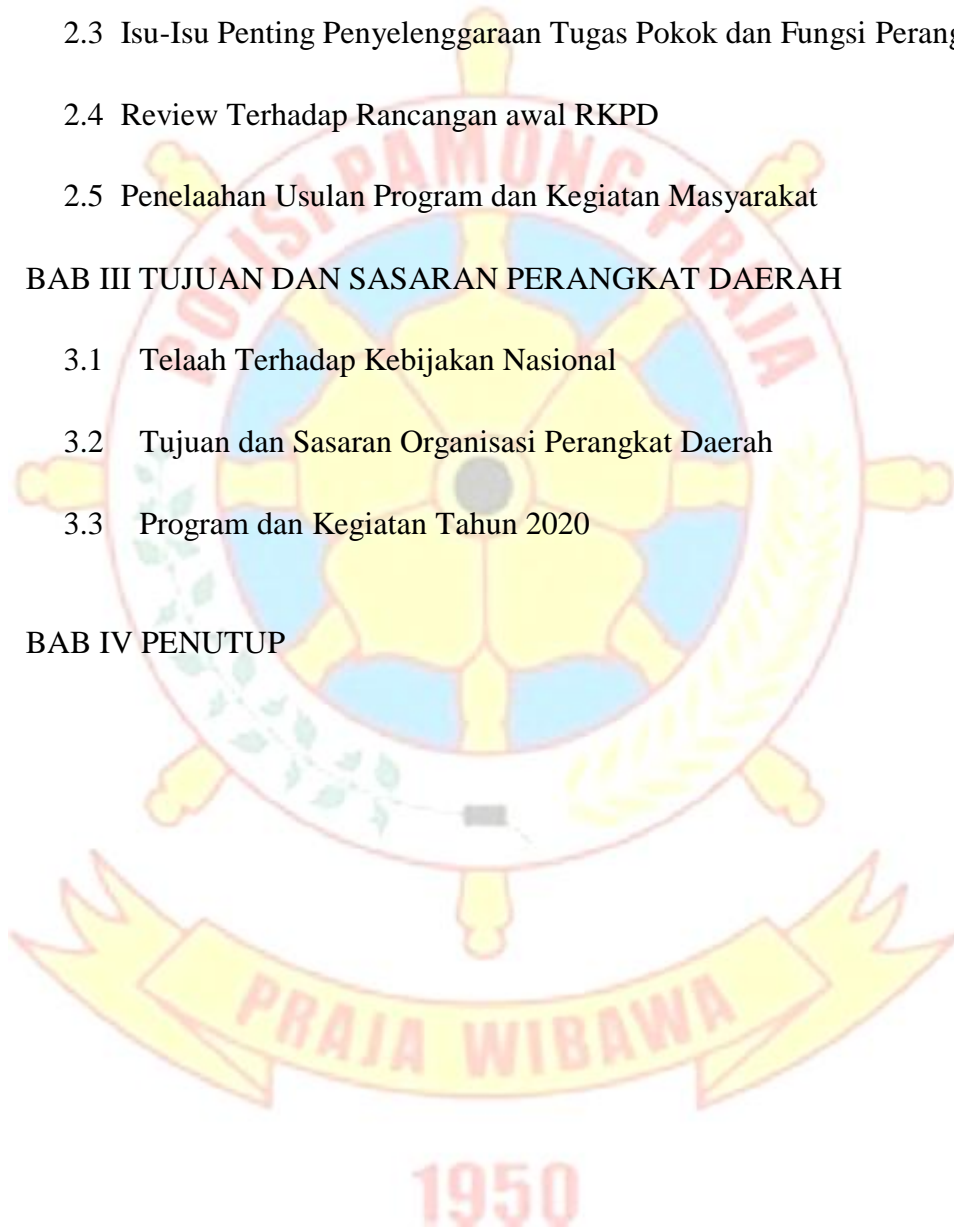 2.3 Isu-Isu Penting Penyelenggaraan Tugas Pokok dan Fungsi
2.4 Review Terhadap Rancangan awal RKPD
2.5 Penelaahan Usulan Program dan Kegiatan Masyarakat
BAB III TUJUAN DAN SASARAN PERANGKAT DAERAH
3.1 Telaah Terhadap Kebijakan Nasional
3.2 Tujuan dan Sasaran Organisasi Perangkat Daerah
3.3 Program dan Kegiatan Tahun 2020
BAB IV PENUTUP
POLISI PAMONG PRAJA
PRAJA WIBAWA
1950